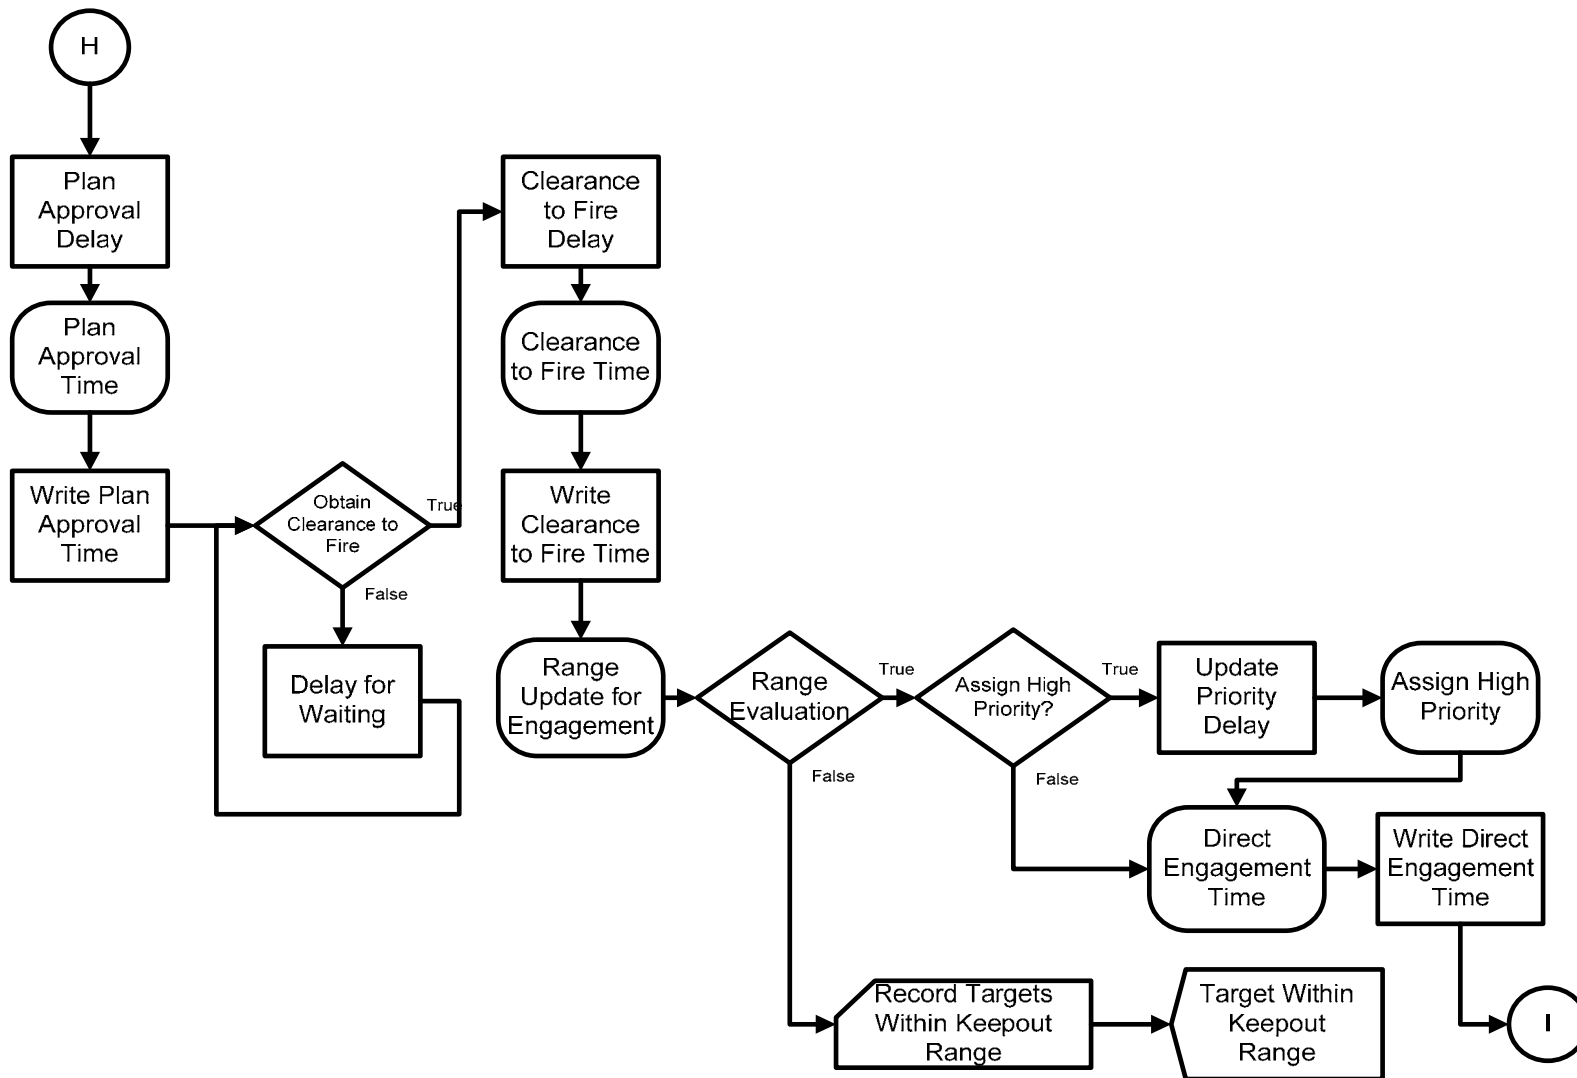 H
Plan
Approval
Delay
Plan
Approval
Time
Write Plan
Approval
Time
Obtain
Clearance to
Fire
True
False
Delay for
Waiting
Clearance
to Fire
Delay
Clearance
to Fire Time
Write
Clearance
to Fire Time
Range
Update for
Engagement
Range
Evaluation
True
False
Assign High
Priority?
True
False
Update
Priority
Delay
Assign High
Priority
Direct
Engagement
Time
Write Direct
Engagement
Time
Record Targets
Within Keepout
Range
Target Within
Keepout
Range
I